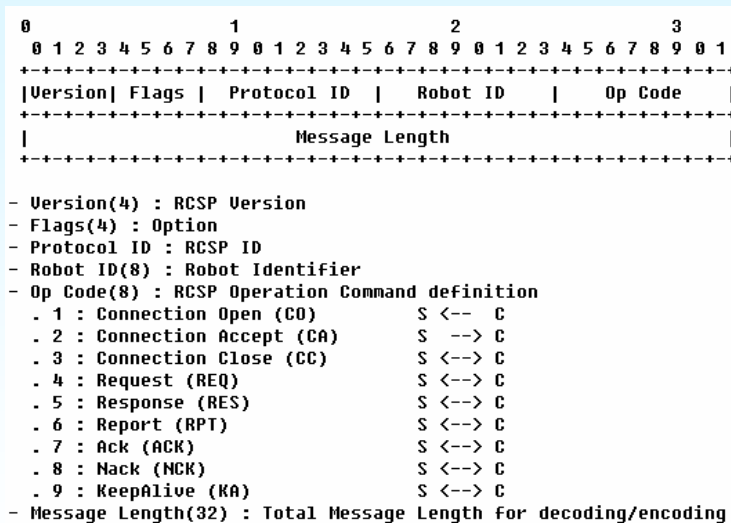 0                   1                   2                   3
 0 1 2 3 4 5 6 7 8 9 0 1 2 3 4 5 6 7 8 9 0 1 2 3 4 5 6 7 8 9 0 1
+-+-+-+-+-+-+-+-+-+-+-+-+-+-+-+-+-+-+-+-+-+-+-+-+-+-+-+-+-+-+-+-
|Version| Flags |  Protocol ID  |   Robot ID    |    Op Code    |
+-+-+-+-+-+-+-+-+-+-+-+-+-+-+-+-+-+-+-+-+-+-+-+-+-+-+-+-+-+-+-+-
|                        Message Length                         |
+-+-+-+-+-+-+-+-+-+-+-+-+-+-+-+-+-+-+-+-+-+-+-+-+-+-+-+-+-+-+-+-
- Version(4) : RCSP Version
- Flags(4) : Option
- Protocol ID : RCSP ID
- Robot ID(8) : Robot Identifier
- Op Code(8) : RCSP Operation Command definition
  . 1 : Connection Open (CO)         S <--  C
  . 2 : Connection Accept (CA)       S  --> C
  . 3 : Connection Close (CC)        S <--> C
  . 4 : Request (REQ)                S <--> C
  . 5 : Response (RES)               S <--> C
  . 6 : Report (RPT)                 S <--> C
  . 7 : Ack (ACK)                    S <--> C
  . 8 : Nack (NCK)                   S <--> C
  . 9 : KeepAlive (KA)               S <--> C
- Message Length(32) : Total Message Length for decoding/encoding